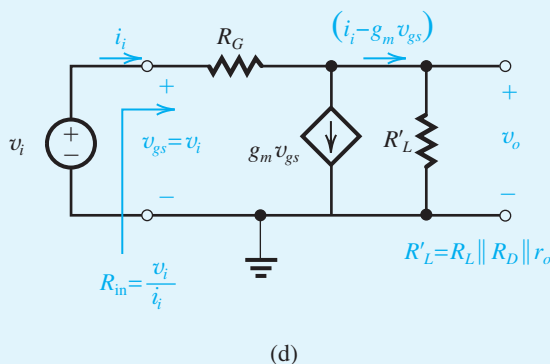 i_i
R_G
(i_i – g_m v_gs)
+
+
v_i
+
–
v_gs = v_i
g_m v_gs
R'_L
v_o
–
–
R_in = v_i / i_i
R'_L = R_L || R_D || r_o
(d)